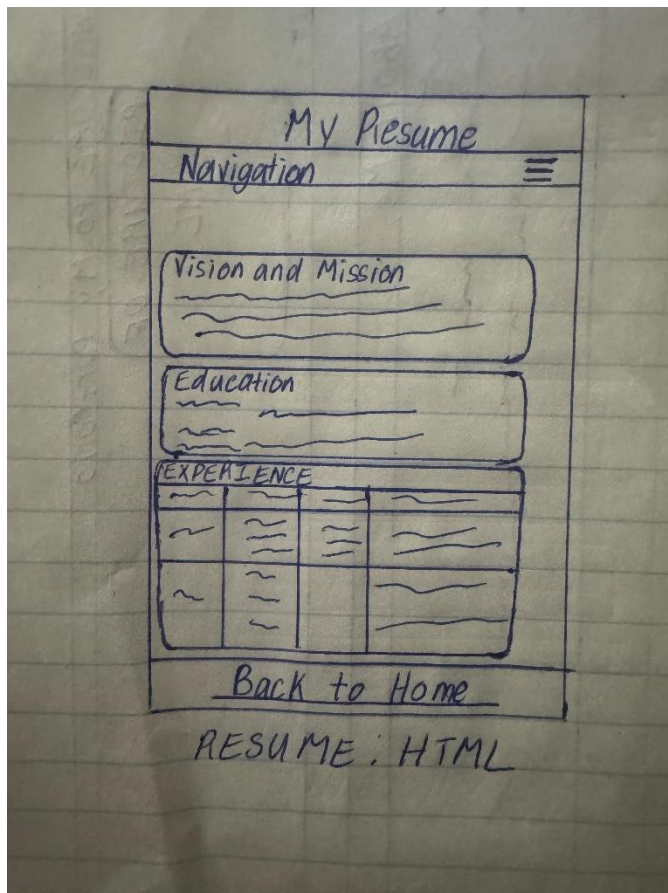 My Resume
Navigation
Vision and Mission
Education
EXPERIENCE
Back to Home
RESUME: HTML